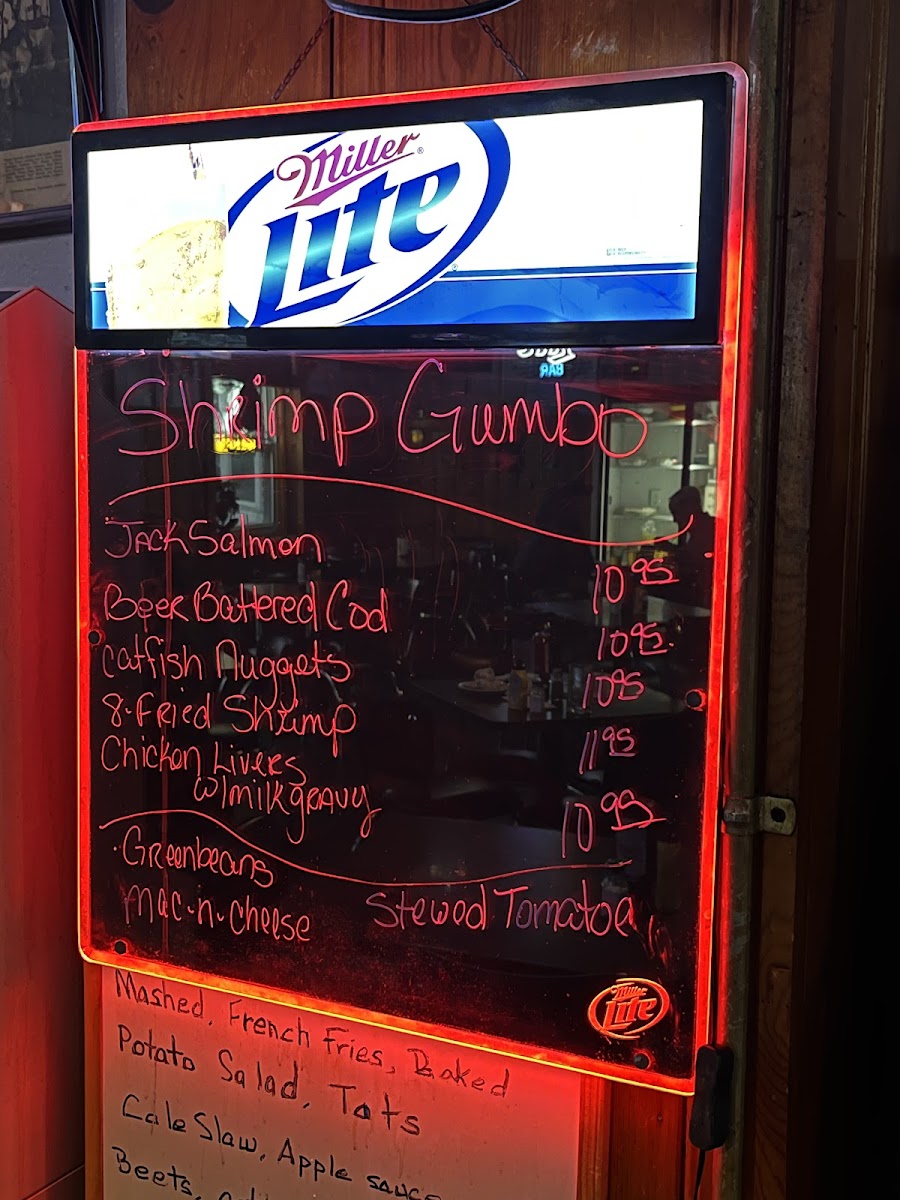 Miller
Lite
BAR
Shrimp Gumbo
Jack Salmon 10 95
Beer Battered Cod 10 95
Catfish Nuggets 10 95
8-Fried Shrimp 11 95
Chicken Livers
w/milk gravy 10 95
Greenbeans
Mac-n-Cheese Stewed Tomatoe
Miller
Lite
Mashed, French Fries, Baked
Potato Salad, Tots
Cole Slaw, Apple sauce
Beets,